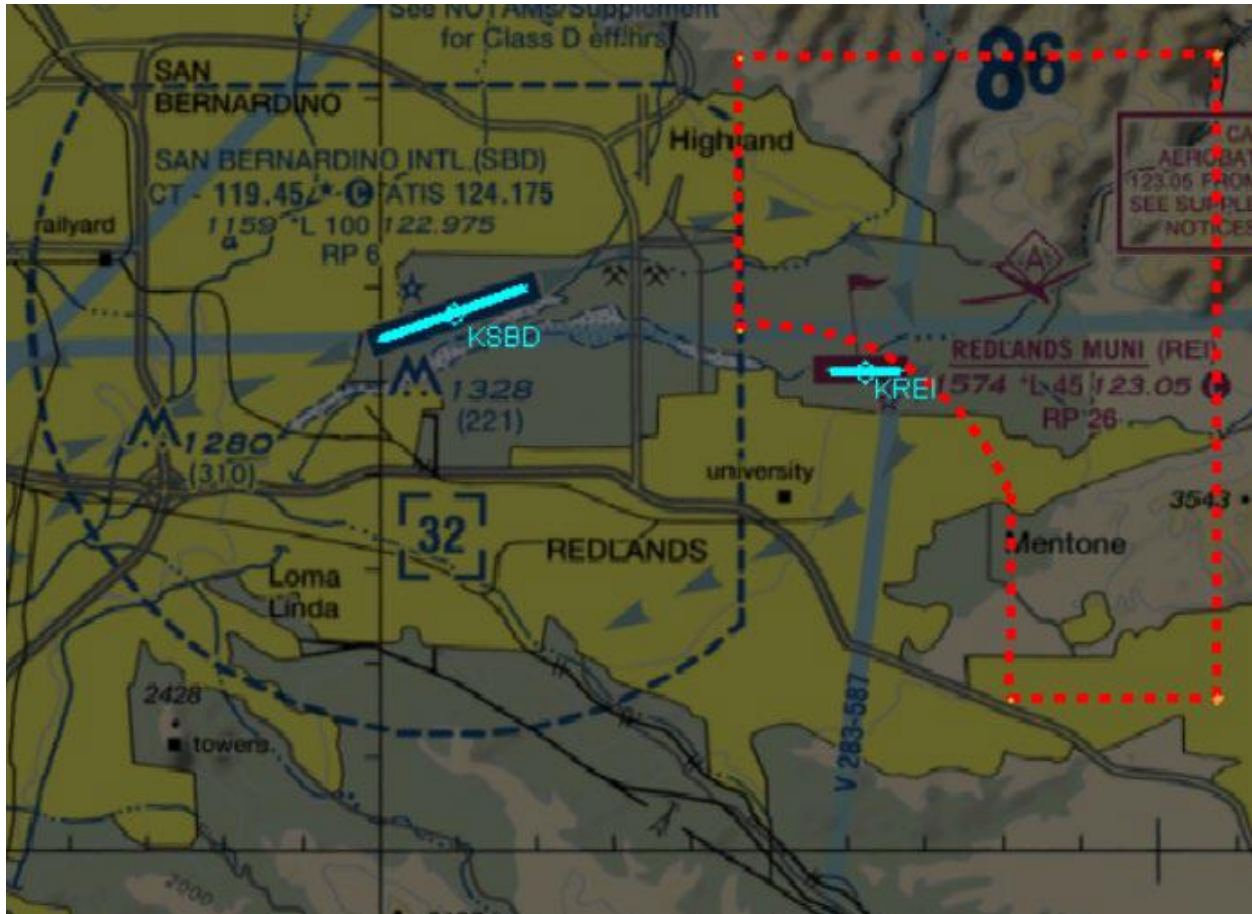 See NOTAMs/Supplement
for Class D eff hrs
86
SAN
BERNARDINO
Highland
SAN BERNARDINO INTL (SBD)
CT - 119.45 * C ATIS 124.175
1159 *L 100 122.975
RP 6
railyard
CA
AEROBAT
123.05 FROM
SEE SUPPLE
NOTICES
A
KSBD
REDLANDS MUNI (REI)
KREI
1574 *L 45 123.05 C
RP 26
1328
(221)
1280
(310)
university
3543
32
REDLANDS
Mentone
Loma
Linda
2428
towers
V 283-587
2000